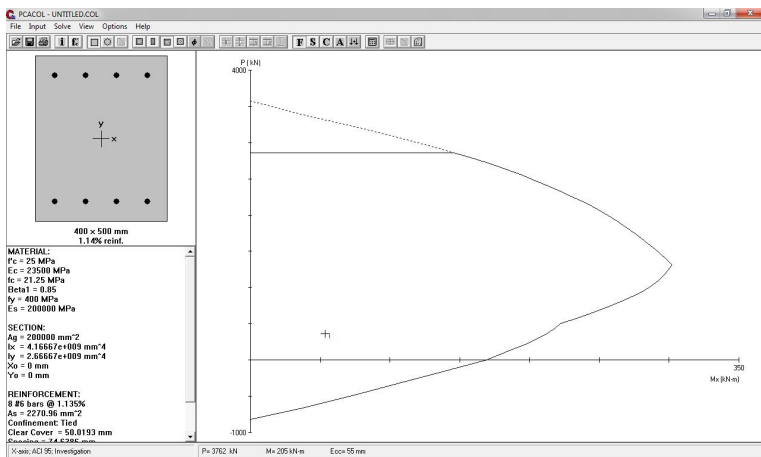 PCACOL - UNTITLED.COL
File Input Solve View Options Help
F S C A
y
x
400 x 500 mm
1.14% reinf.
MATERIAL:
f'c = 25 MPa
Ec = 23500 MPa
fc = 21.25 MPa
Beta1 = 0.85
fy = 400 MPa
Es = 200000 MPa
SECTION:
Ag = 200000 mm^2
Ix = 4.16667e+009 mm^4
Iy = 2.66667e+009 mm^4
Xo = 0 mm
Yo = 0 mm
REINFORCEMENT:
8 #6 bars @ 1.135%
As = 2270.96 mm^2
Confinement: Tied
Clear Cover = 50.0193 mm
Spacing = 74.6386 mm
P (kN)
4000
350
Mx (kN-m)
-1000
X-axis; ACI 95; Investigation
P= 3762 kN M= 205 kN-m Ecc= 55 mm